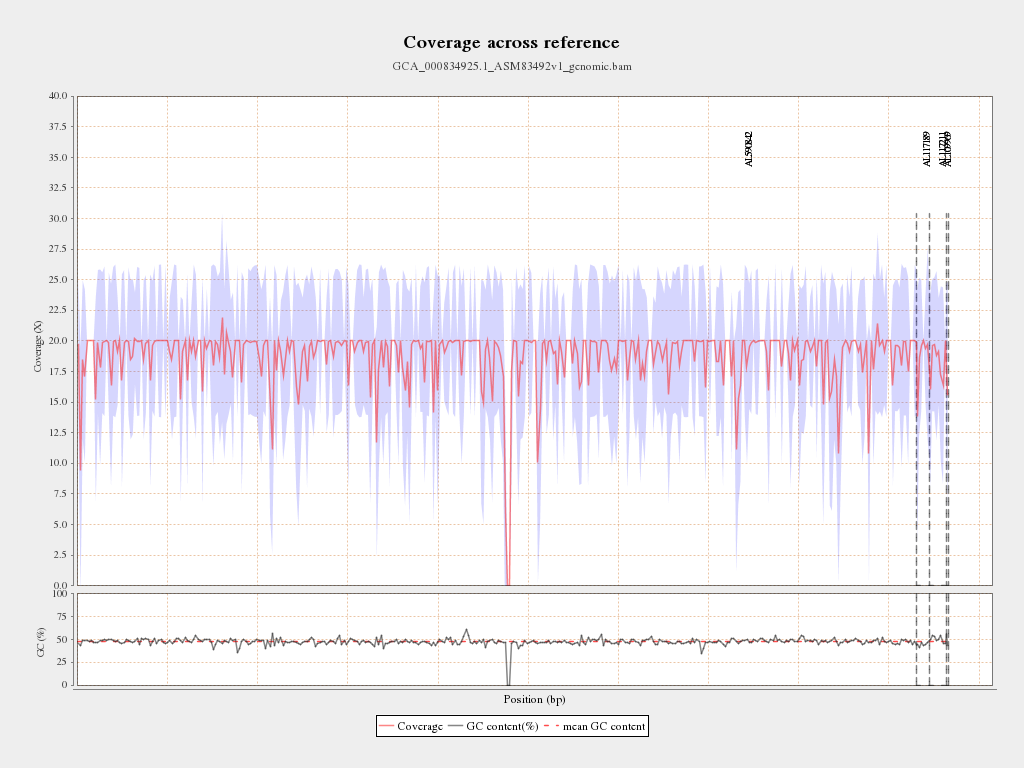 Coverage across reference
GCA_000834925.1_ASM83492v1_genomic.bam
40.0
37.5
35.0
32.5
30.0
27.5
25.0
22.5
20.0
17.5
15.0
12.5
10.0
7.5
5.0
2.5
0.0
Coverage (X)
AL590842
AL117189
AL117211
AL109969
100
75
50
25
0
GC (%)
Position (bp)
Coverage GC content(%) mean GC content